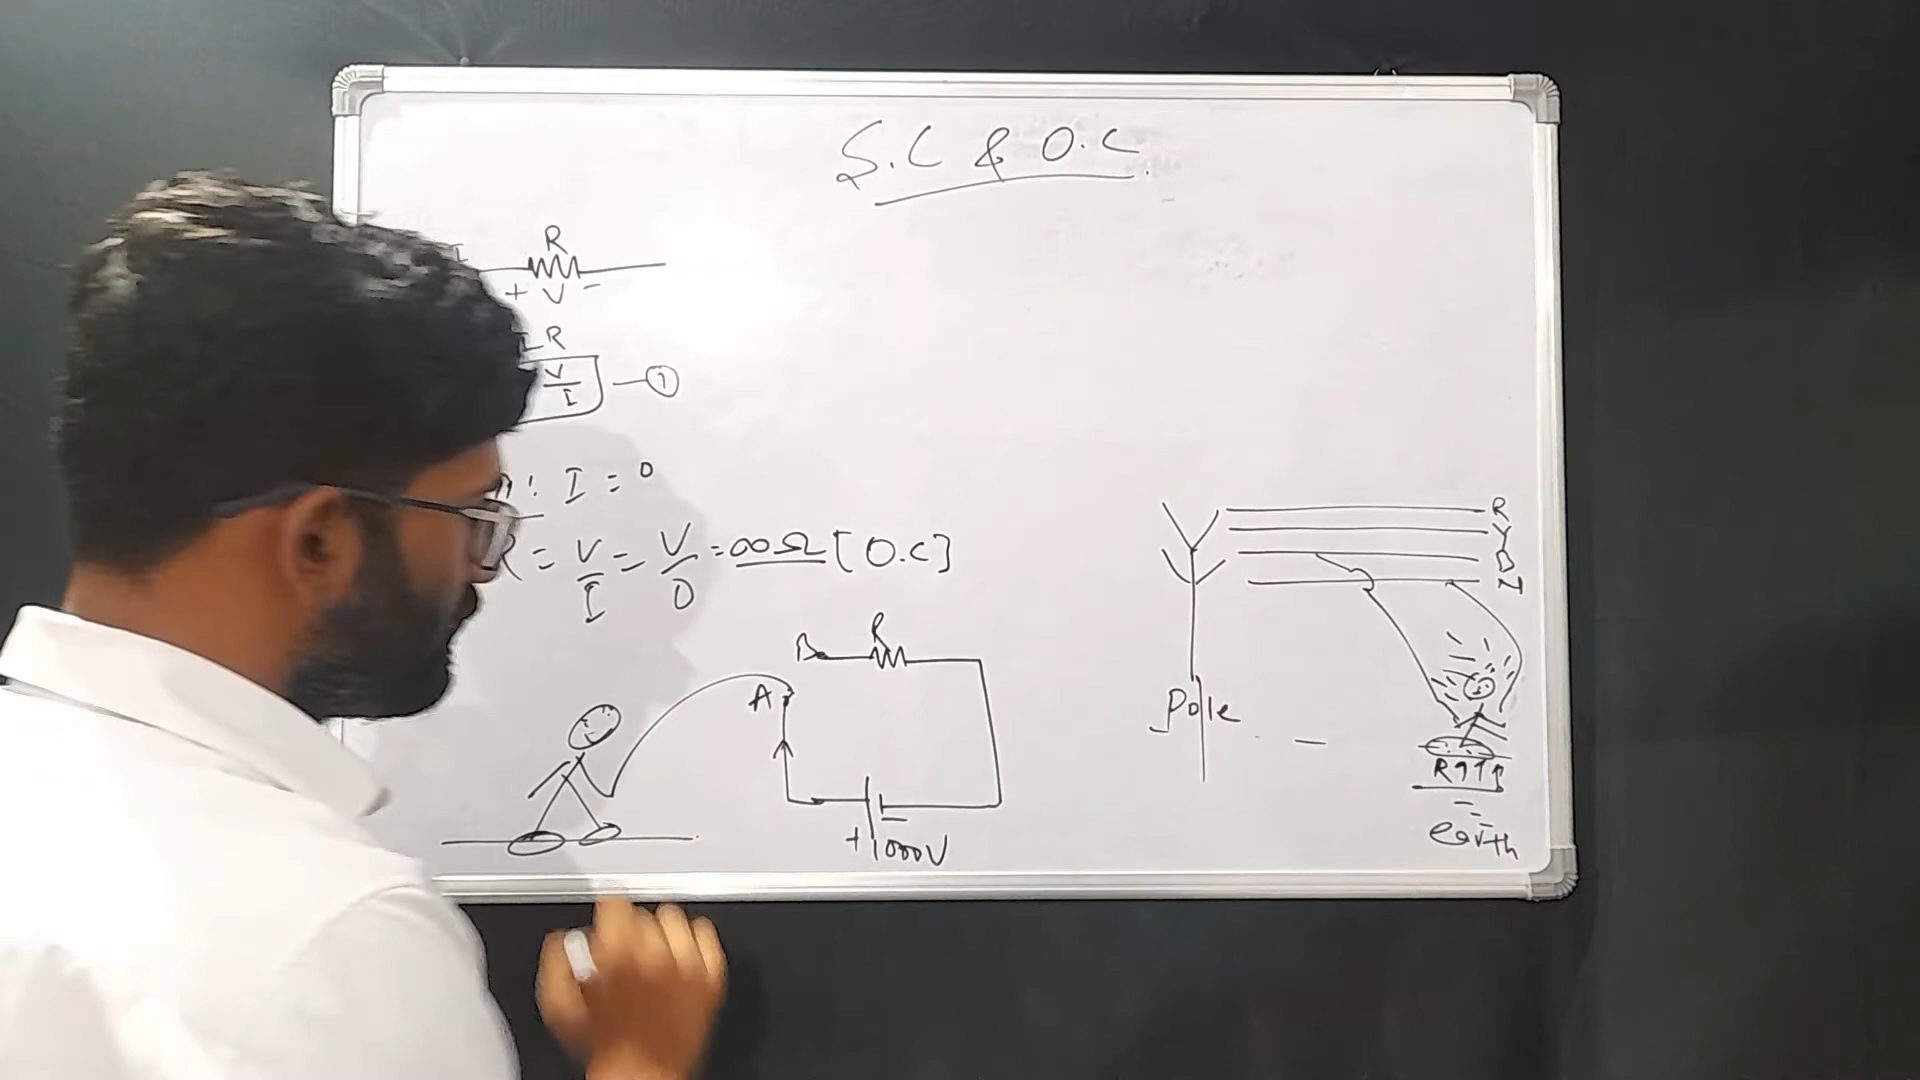 S.C & O.C.
I R
+ V -
I R
V/I — ①
: I = 0
R = V/I = V/0 = ∞Ω [O.C]
B R
A
+ 1000V
R
Y
B
N
Pole
earth